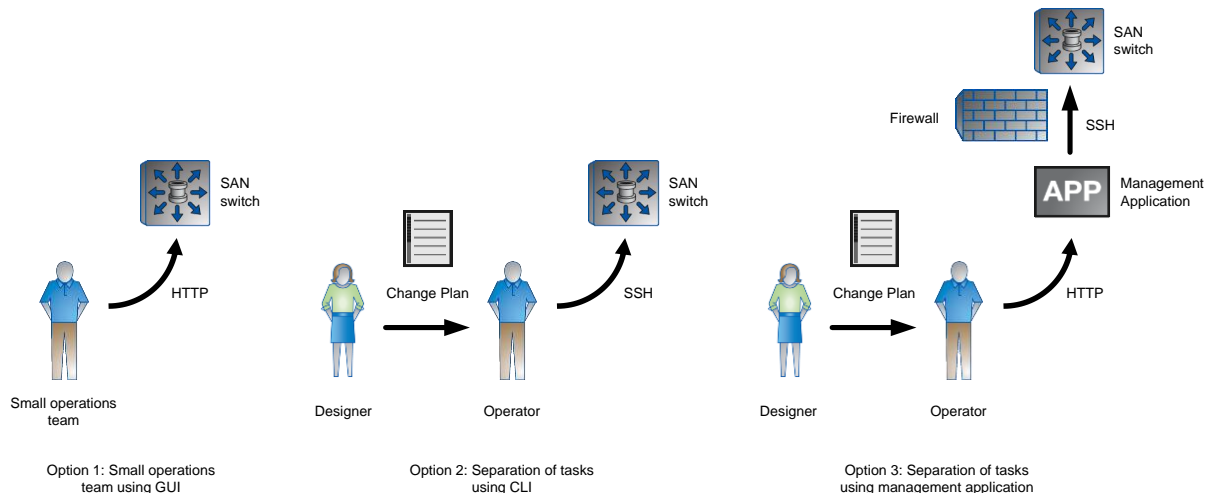 SAN
switch
HTTP
Small operations
team
Option 1: Small operations
team using GUI
SAN
switch
Change Plan
SSH
Designer
Operator
Option 2: Separation of tasks
using CLI
SAN
switch
Firewall
SSH
APP
Management
Application
Change Plan
HTTP
Designer
Operator
Option 3: Separation of tasks
using management application